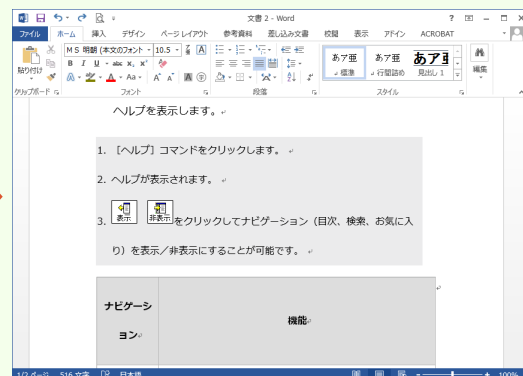 文書 2 - Word
ファイル ホーム 挿入 デザイン ページ レイアウト 参考資料 差し込み文書 校閲 表示 アドイン ACROBAT
ＭＳ 明朝 (本文のフォント 10.5
貼り付け
B I U abc x₂ x²
Aa
あア亜 あア亜 あア亜
標準 行間詰め 見出し 1
編集
クリップボード フォント 段落 スタイル
ヘルプを表示します。
1. ［ヘルプ］コマンドをクリックします。
2. ヘルプが表示されます。
3. 表示 非表示 をクリックしてナビゲーション（目次、検索、お気に入
り）を表示／非表示にすることが可能です。
ナビゲーシ
ョン
機能
1/2 ページ 516 文字 日本語 100%